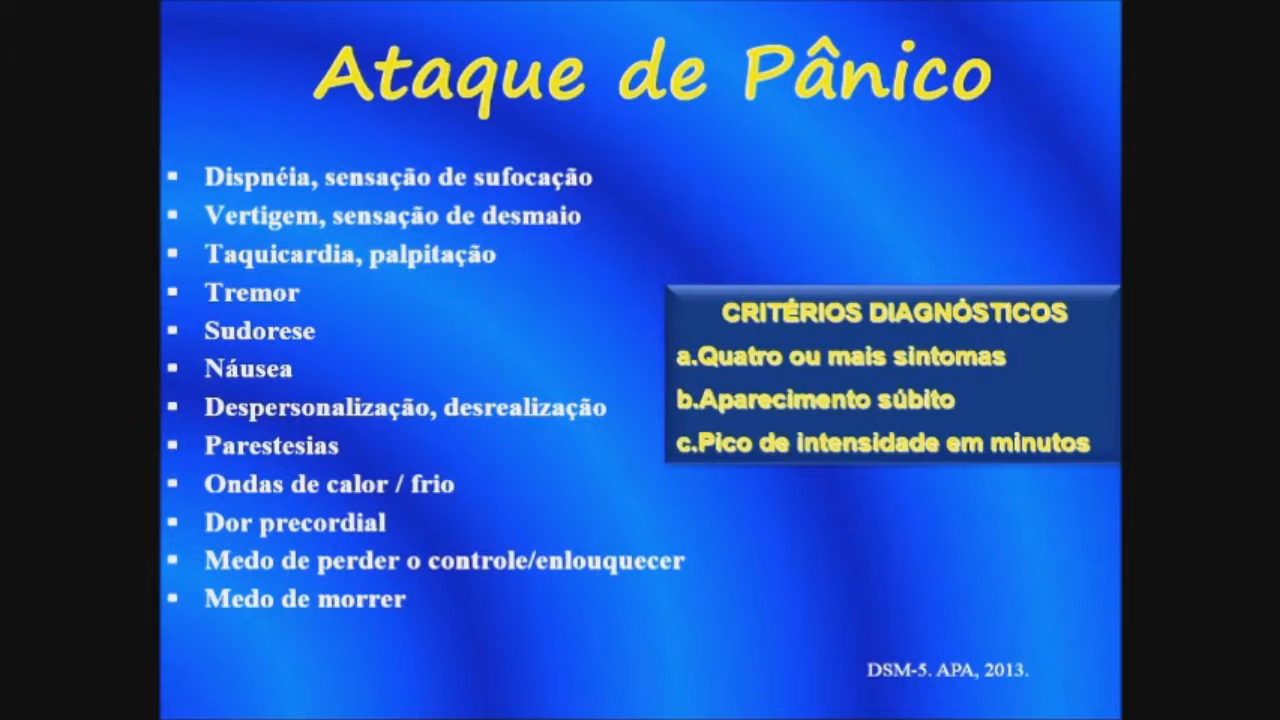 Ataque de Pânico
Dispnéia, sensação de sufocação
Vertigem, sensação de desmaio
Taquicardia, palpitação
Tremor
Sudorese
Náusea
Despersonalização, desrealização
Parestesias
Ondas de calor / frio
Dor precordial
Medo de perder o controle/enlouquecer
Medo de morrer
CRITÉRIOS DIAGNÓSTICOS
a.Quatro ou mais sintomas
b.Aparecimento súbito
c.Pico de intensidade em minutos
DSM-5. APA, 2013.